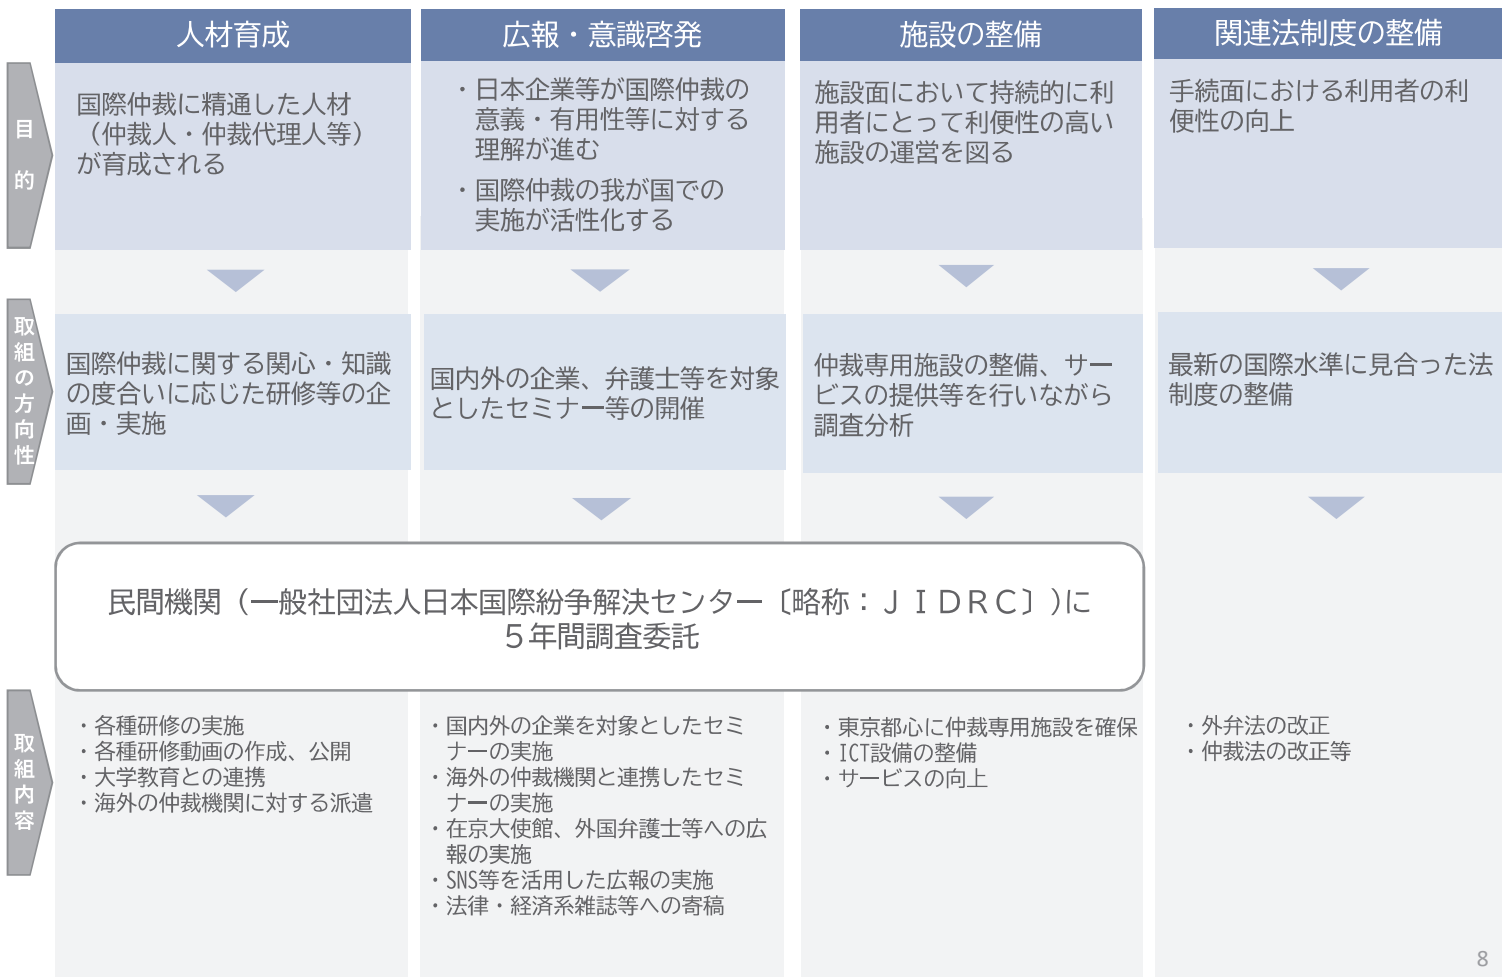 人材育成
広報・意識啓発
施設の整備
関連法制度の整備
目的
国際仲裁に精通した人材
（仲裁人・仲裁代理人等）
が育成される
・日本企業等が国際仲裁の
意義・有用性等に対する
理解が進む
・国際仲裁の我が国での
実施が活性化する
施設面において持続的に利
用者にとって利便性の高い
施設の運営を図る
手続面における利用者の利
便性の向上
取組の方向性
国際仲裁に関する関心・知識
の度合いに応じた研修等の企
画・実施
国内外の企業、弁護士等を対象
としたセミナー等の開催
仲裁専用施設の整備、サー
ビスの提供等を行いながら
調査分析
最新の国際水準に見合った法
制度の整備
民間機関（一般社団法人日本国際紛争解決センター〔略称：ＪＩＤＲＣ〕)に
５年間調査委託
取組内容
・各種研修の実施
・各種研修動画の作成、公開
・大学教育との連携
・海外の仲裁機関に対する派遣
・国内外の企業を対象としたセミ
ナーの実施
・海外の仲裁機関と連携したセミ
ナーの実施
・在京大使館、外国弁護士等への広
報の実施
・SNS等を活用した広報の実施
・法律・経済系雑誌等への寄稿
・東京都心に仲裁専用施設を確保
・ICT設備の整備
・サービスの向上
・外弁法の改正
・仲裁法の改正等
8